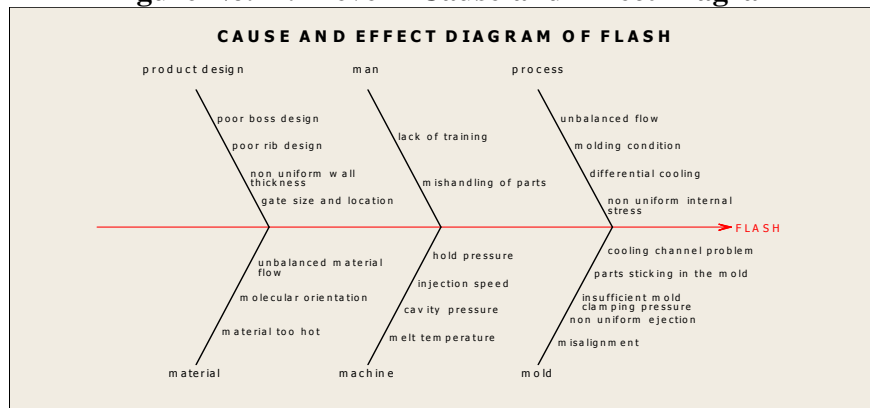 CAUSE AND EFFECT DIAGRAM OF FLASH
product design
man
process
poor boss design
poor rib design
non uniform wall
thickness
gate size and location
lack of training
mishandling of parts
unbalanced flow
molding condition
differential cooling
non uniform internal
stress
FLASH
unbalanced material
flow
molecular orientation
material too hot
hold pressure
injection speed
cavity pressure
melt temperature
cooling channel problem
parts sticking in the mold
insufficient mold
clamping pressure
non uniform ejection
misalignment
material
machine
mold